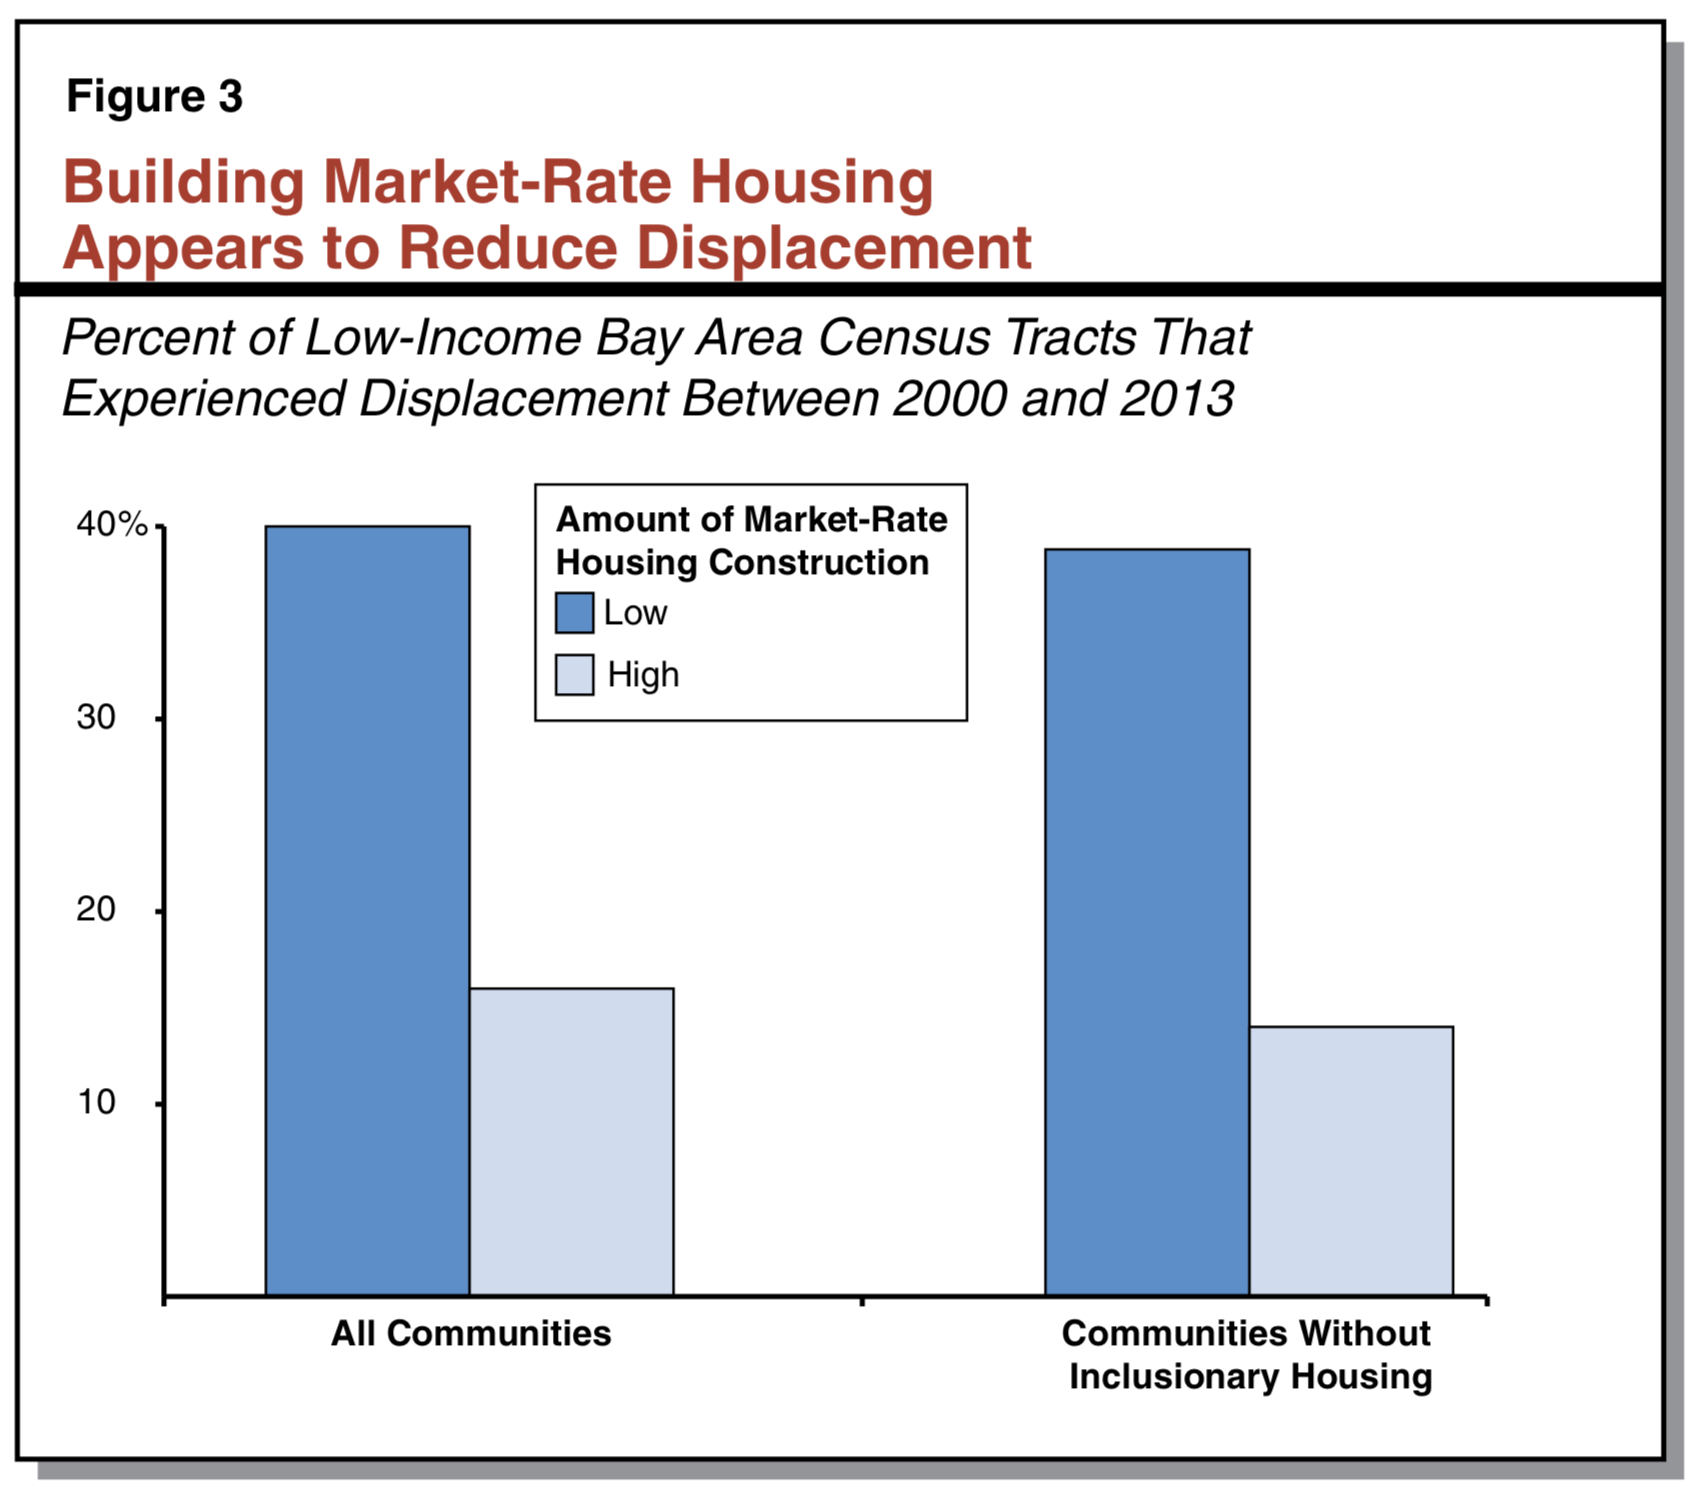 Figure 3
Building Market-Rate Housing
Appears to Reduce Displacement
Percent of Low-Income Bay Area Census Tracts That
Experienced Displacement Between 2000 and 2013
Amount of Market-Rate
Housing Construction
Low
High
40%
30
20
10
All Communities
Communities Without
Inclusionary Housing